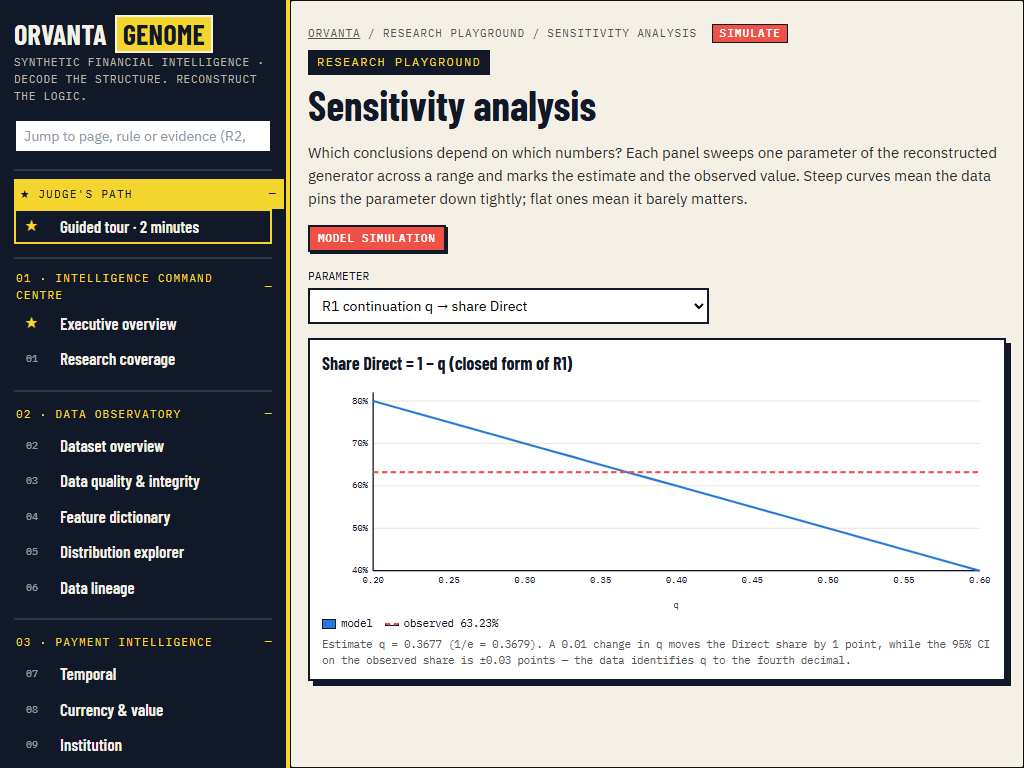 ORVANTA GENOME
SYNTHETIC FINANCIAL INTELLIGENCE ·
DECODE THE STRUCTURE. RECONSTRUCT
THE LOGIC.
Jump to page, rule or evidence (R2,
★ JUDGE'S PATH –
★ Guided tour · 2 minutes
01 · INTELLIGENCE COMMAND
CENTRE –
★ Executive overview
01 Research coverage
02 · DATA OBSERVATORY –
02 Dataset overview
03 Data quality & integrity
04 Feature dictionary
05 Distribution explorer
06 Data lineage
03 · PAYMENT INTELLIGENCE –
07 Temporal
08 Currency & value
09 Institution
ORVANTA / RESEARCH PLAYGROUND / SENSITIVITY ANALYSIS SIMULATE
RESEARCH PLAYGROUND
Sensitivity analysis
Which conclusions depend on which numbers? Each panel sweeps one parameter of the reconstructed
generator across a range and marks the estimate and the observed value. Steep curves mean the data
pins the parameter down tightly; flat ones mean it barely matters.
MODEL SIMULATION
PARAMETER
R1 continuation q → share Direct
Share Direct = 1 − q (closed form of R1)
80%
70%
60%
50%
40%
0.20 0.25 0.30 0.35 0.40 0.45 0.50 0.55 0.60
q
model observed 63.23%
Estimate q = 0.3677 (1/e = 0.3679). A 0.01 change in q moves the Direct share by 1 point, while the 95% CI
on the observed share is ±0.03 points — the data identifies q to the fourth decimal.